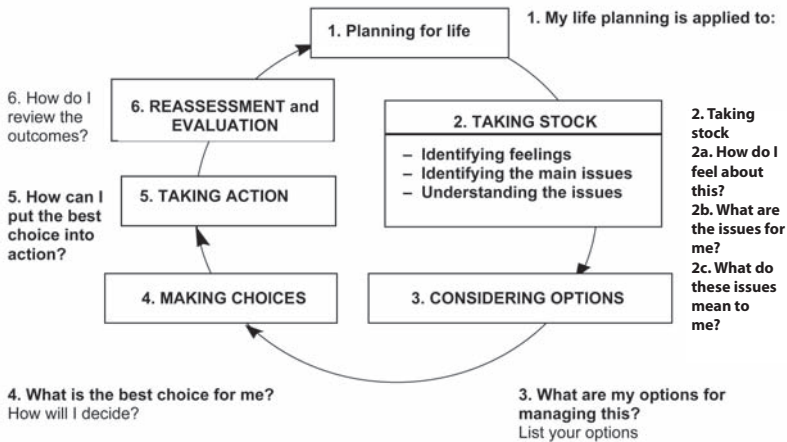 1. Planning for life
1. My life planning is applied to:
6. How do I
review the
outcomes?
6. REASSESSMENT and
EVALUATION
2. TAKING STOCK
– Identifying feelings
– Identifying the main issues
– Understanding the issues
2. Taking
stock
2a. How do I
feel about
this?
2b. What are
the issues for
me?
2c. What do
these issues
mean to
me?
5. How can I
put the best
choice into
action?
5. TAKING ACTION
4. MAKING CHOICES
3. CONSIDERING OPTIONS
4. What is the best choice for me?
How will I decide?
3. What are my options for
managing this?
List your options